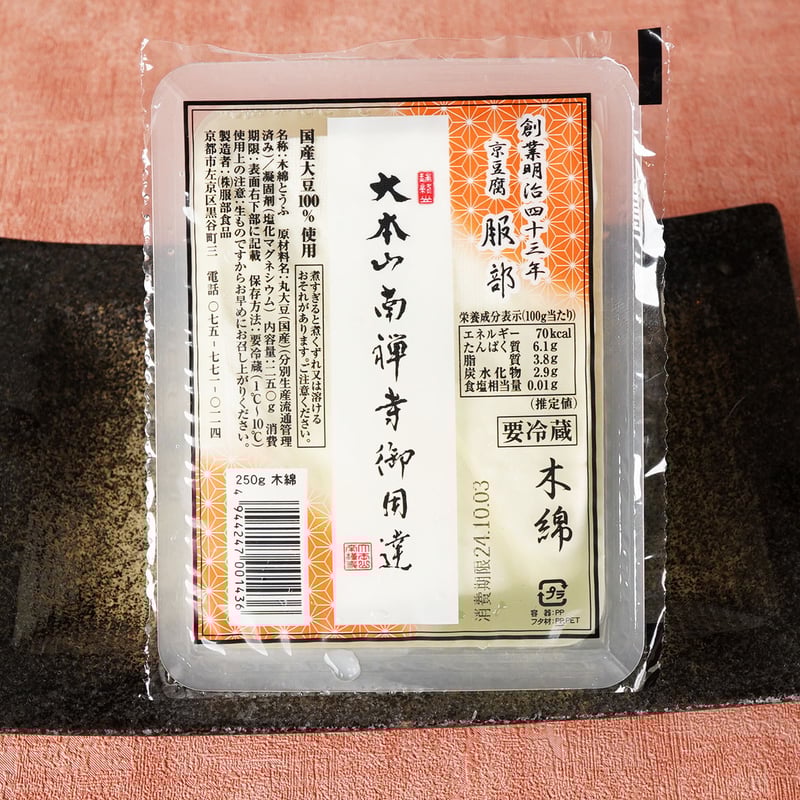 創業明治四十三年
京豆腐 服部
栄養成分表示(100g当たり)
エネルギー 70kcal
たんぱく質 6.1g
脂質 3.8g
炭水化物 2.9g
食塩相当量 0.01g
(推定値)
要冷蔵
木綿
消費期限24.10.03
プラ
容器:PP
フタ材:PP,PET
大本山南禅寺御用達
国産大豆100%使用
煮すぎると煮くずれ又は溶ける
おそれがあります。ご注意ください。
名称:木綿とうふ 原材料名:丸大豆(国産)(分別生産流通管理
済み)/凝固剤:塩化マグネシウム) 内容量:二五〇g 消費
期限:表面右下部に記載 保存方法:要冷蔵(1℃~10℃)
使用上の注意:生ものですからお早めにお召し上がりください。
製造者:㈱服部食品
京都市左京区黒谷町三 電話 〇七五-七七一-〇一一四
250g 木綿
4944247001436